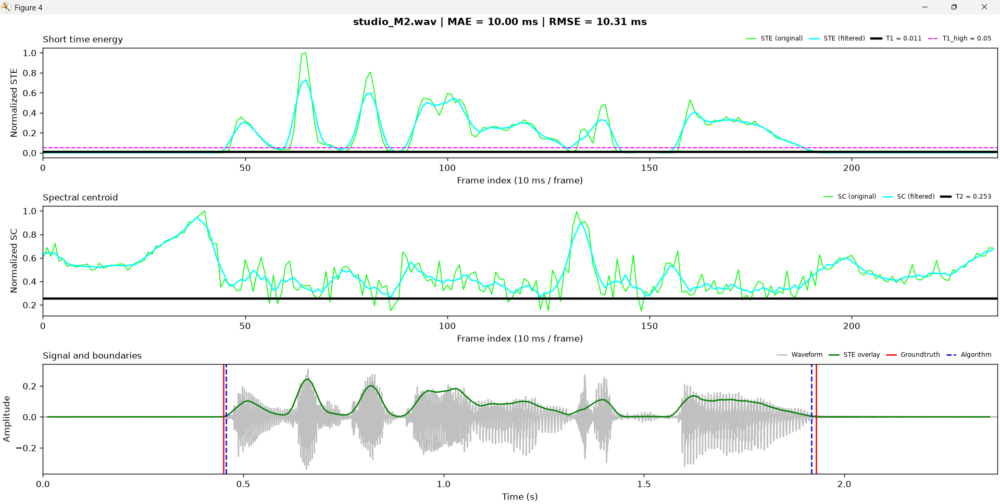 Figure 4
studio_M2.wav | MAE = 10.00 ms | RMSE = 10.31 ms
Short time energy
STE (original) STE (filtered) T1 = 0.011 T1_high = 0.05
Normalized STE
1.0
0.8
0.6
0.4
0.2
0.0
0 50 100 150 200
Frame index (10 ms / frame)
Spectral centroid
SC (original) SC (filtered) T2 = 0.253
Normalized SC
1.0
0.8
0.6
0.4
0.2
0 50 100 150 200
Frame index (10 ms / frame)
Signal and boundaries
Waveform STE overlay Groundtruth Algorithm
Amplitude
0.2
0.0
−0.2
0.0 0.5 1.0 1.5 2.0
Time (s)